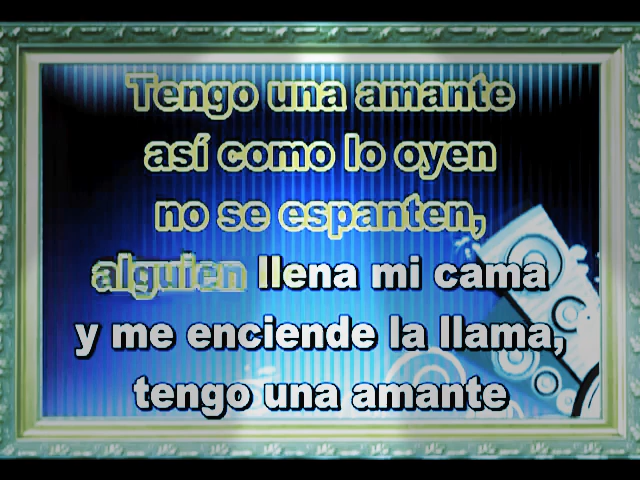 Tengo una amante
así como lo oyen
no se espanten,
alguien llena mi cama
y me enciende la llama,
tengo una amante